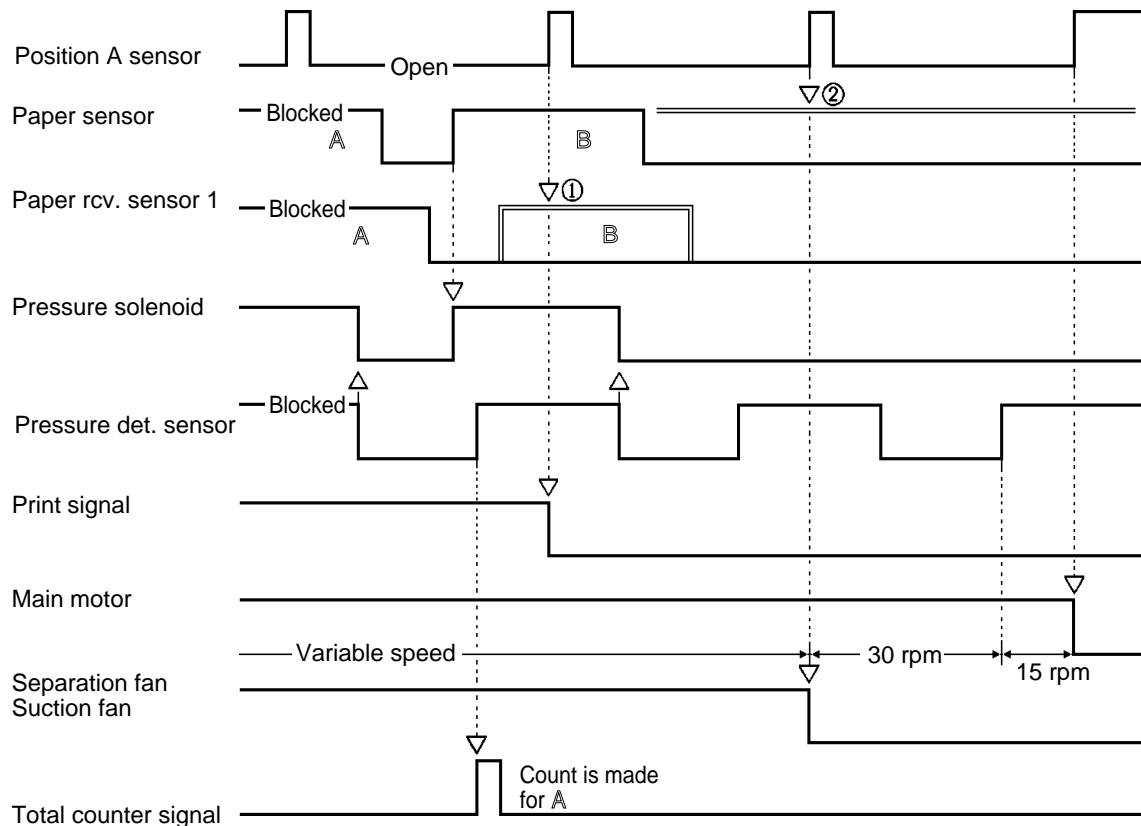 Position A sensor
Open
②
Paper sensor
Blocked
A
B
①
Paper rcv. sensor 1
Blocked
A
B
Pressure solenoid
Blocked
Pressure det. sensor
Print signal
Main motor
Variable speed
30 rpm
15 rpm
Separation fan
Suction fan
Count is made
for A
Total counter signal